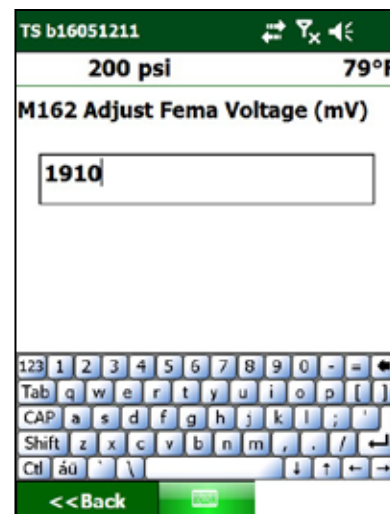 TS b16051211
200 psi 79°F
M162 Adjust Fema Voltage (mV)
1910
123 1 2 3 4 5 6 7 8 9 0 - =
Tab q w e r t y u i o p [ ]
CAP a s d f g h j k l ; '
Shift z x c v b n m , . /
Ctl áü ` \
<<Back